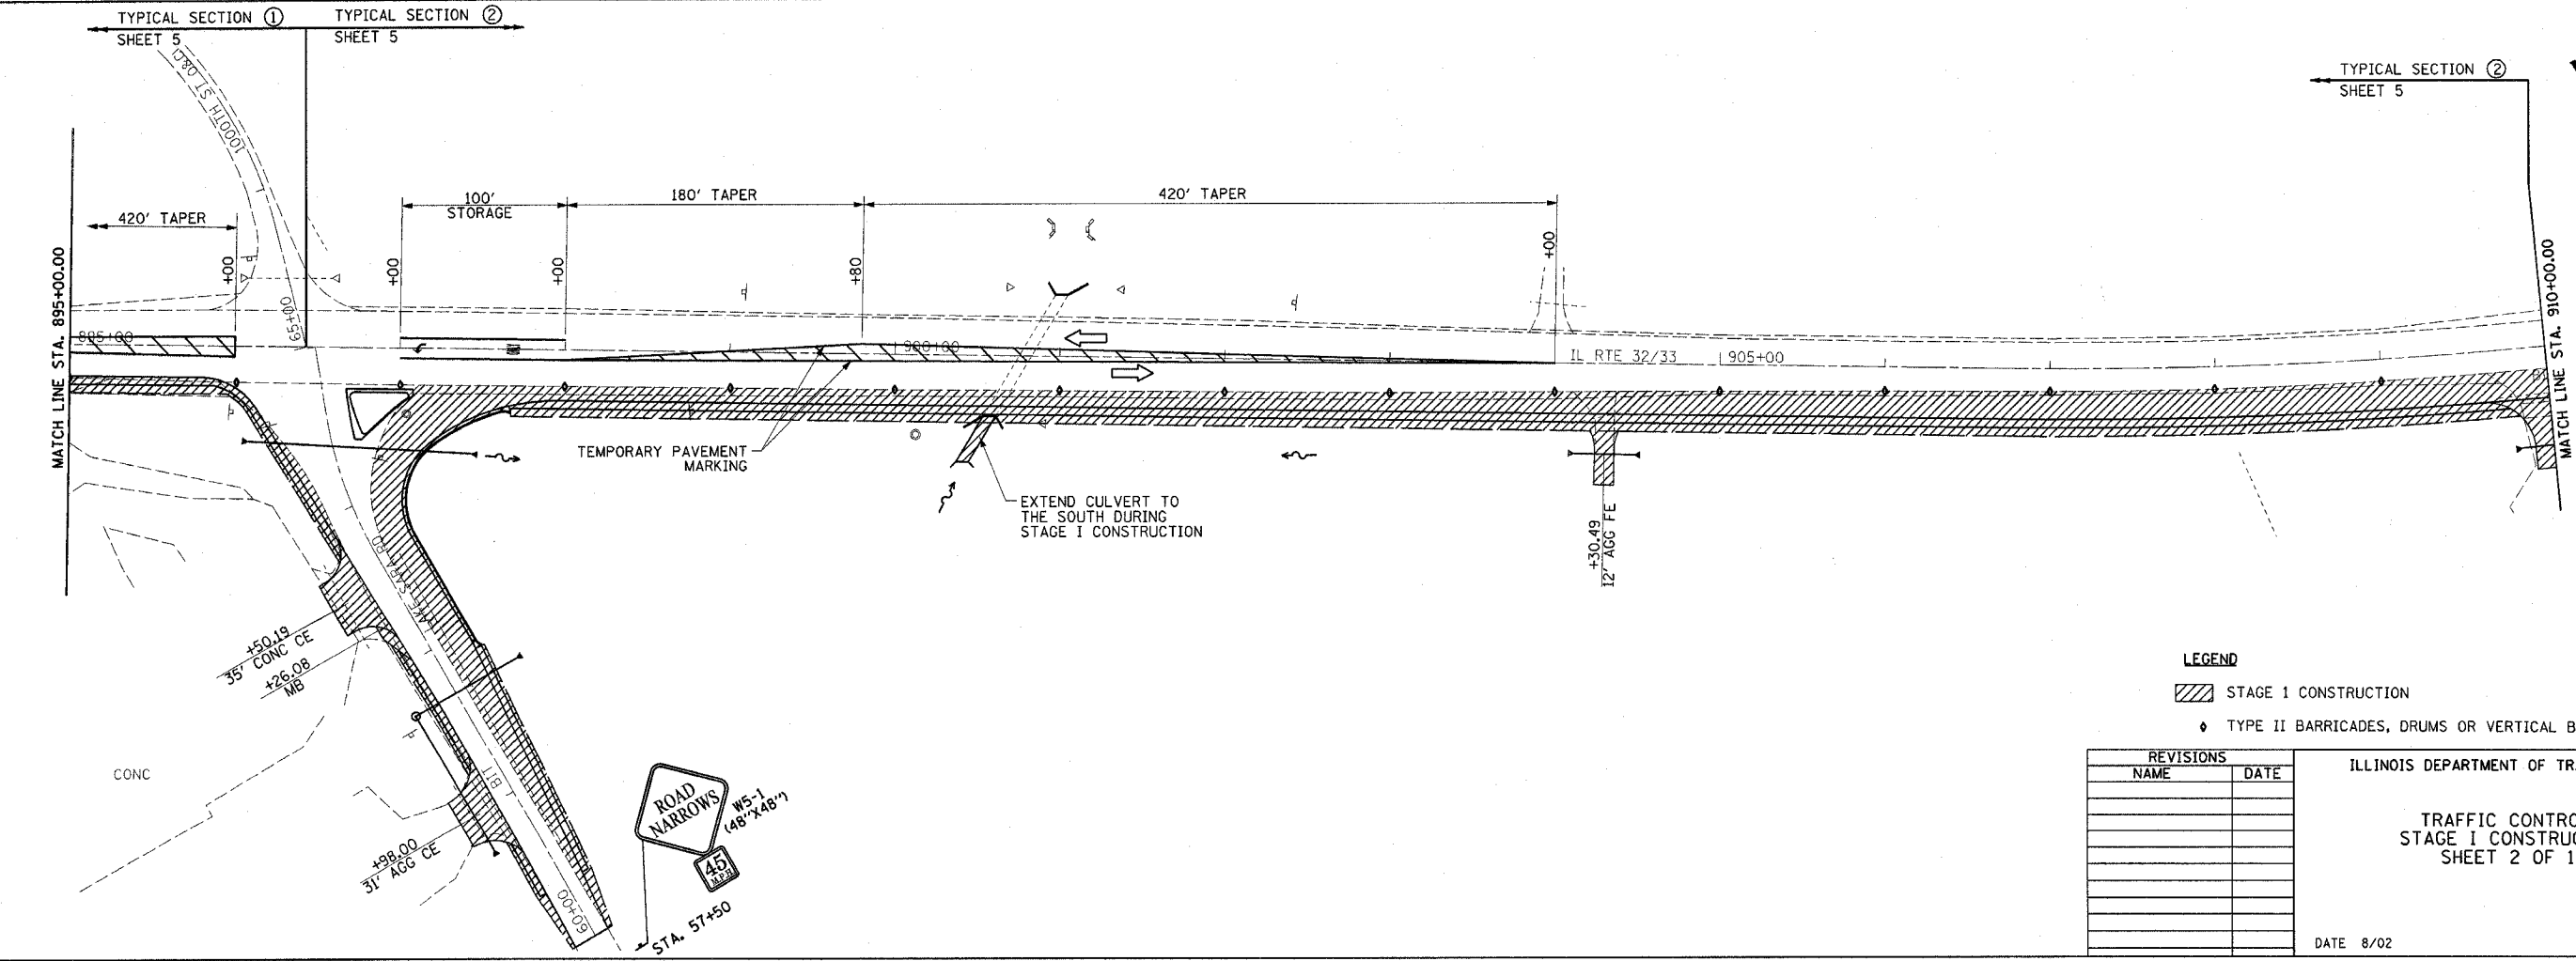 TYPICAL SECTION ①
SHEET 5
TYPICAL SECTION ②
SHEET 5
TYPICAL SECTION ②
SHEET 5
1000TH ST O&C
420' TAPER
100'
STORAGE
180' TAPER
420' TAPER
+00
+00
+00
+80
+00
MATCH LINE STA. 895+00.00
MATCH LINE STA. 910+00.00
895+00
65+00
900+00
IL RTE 32/33
905+00
TEMPORARY PAVEMENT
MARKING
EXTEND CULVERT TO
THE SOUTH DURING
STAGE I CONSTRUCTION
+30.49
12' AGG FE
LAKE SARA RD
+50.19
35' CONC CE
+26.08
MB
CONC
BIT
+98.00
31' AGG CE
60+00
ROAD
NARROWS
W5-1
(48"X48")
45
M.P.H
STA. 57+50
LEGEND
STAGE 1 CONSTRUCTION
TYPE II BARRICADES, DRUMS OR VERTICAL B
REVISIONS
NAME
DATE
ILLINOIS DEPARTMENT OF TR
TRAFFIC CONTRO
STAGE I CONSTRU
SHEET 2 OF 1
DATE 8/02